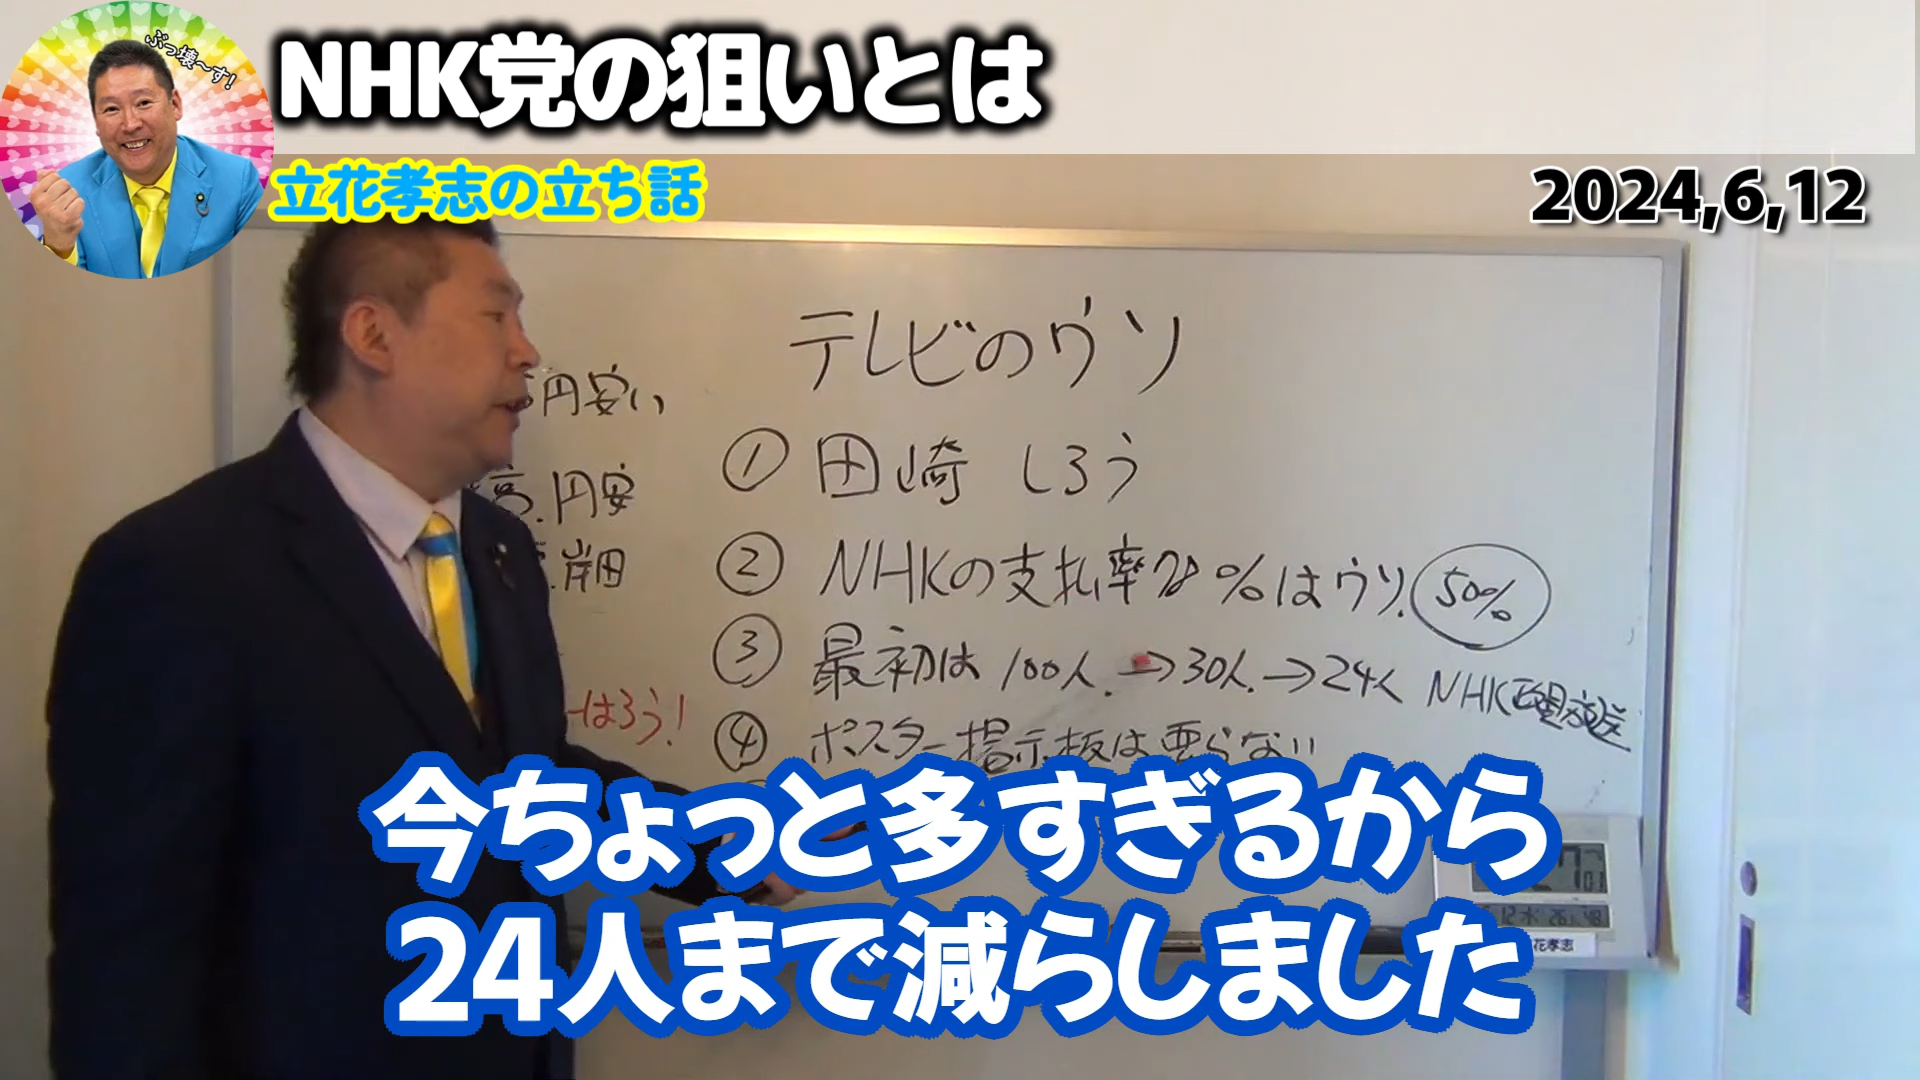 ぶっ壊〜す!
NHK党の狙いとは
立花孝志の立ち話
2024,6,12
テレビのウソ
円安い
① 田崎 しろう
円安
② NHKの支払率78%はウソ. 50%
岸田
③ 最初は100人.→30人.→24人 NHK政見放送
はろう!
④ ポスター掲示板は要らない
今ちょっと多すぎるから
24人まで減らしました
12 水 26
花孝志